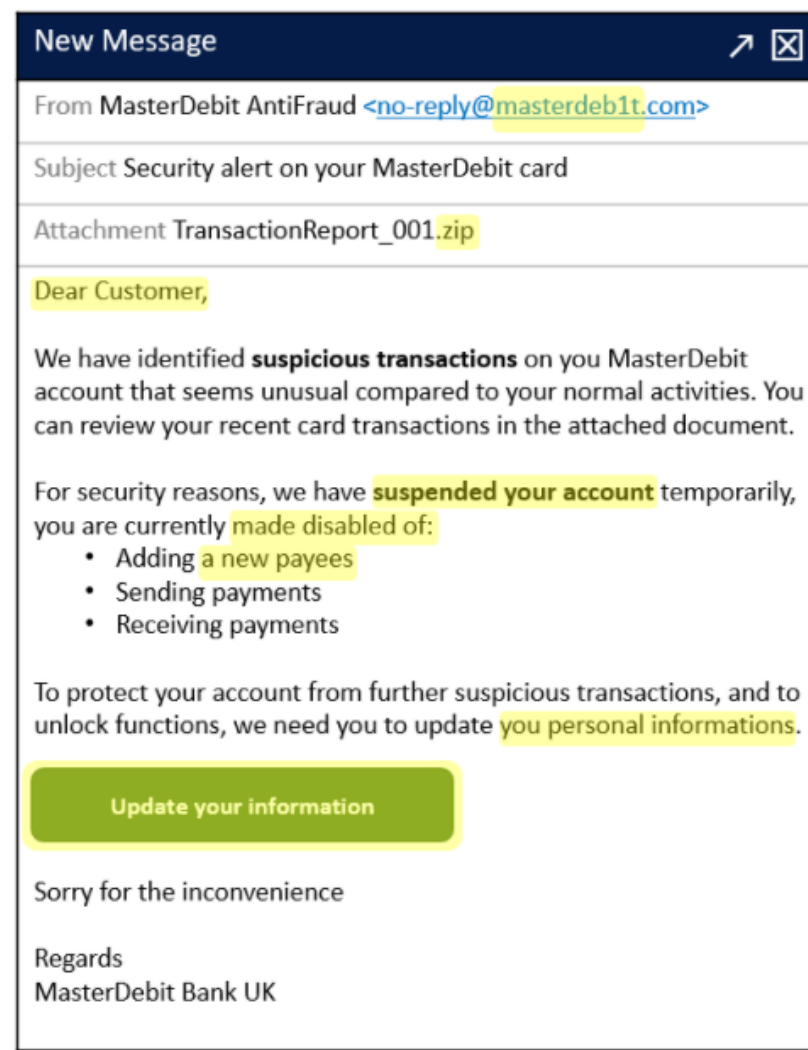 New Message
From MasterDebit AntiFraud <no-reply@masterdeb1t.com>
Subject Security alert on your MasterDebit card
Attachment TransactionReport_001.zip
Dear Customer,
We have identified suspicious transactions on you MasterDebit
account that seems unusual compared to your normal activities. You
can review your recent card transactions in the attached document.
For security reasons, we have suspended your account temporarily,
you are currently made disabled of:
• Adding a new payees
• Sending payments
• Receiving payments
To protect your account from further suspicious transactions, and to
unlock functions, we need you to update you personal informations.
Update your information
Sorry for the inconvenience
Regards
MasterDebit Bank UK